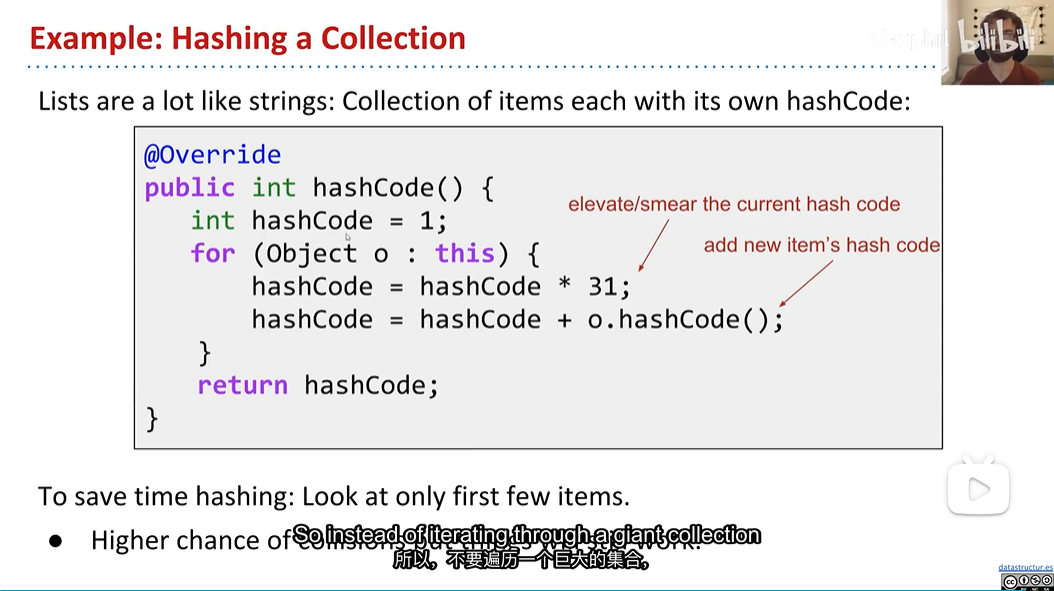 Example: Hashing a Collection
bilibili
Lists are a lot like strings: Collection of items each with its own hashCode:
@Override
public int hashCode() {
int hashCode = 1;
for (Object o : this) {
hashCode = hashCode * 31;
hashCode = hashCode + o.hashCode();
}
return hashCode;
}
elevate/smear the current hash code
add new item's hash code
To save time hashing: Look at only first few items.
● Higher chance of
So instead of iterating through a giant collection
所以，不要遍历一个巨大的集合，
datastructur.es